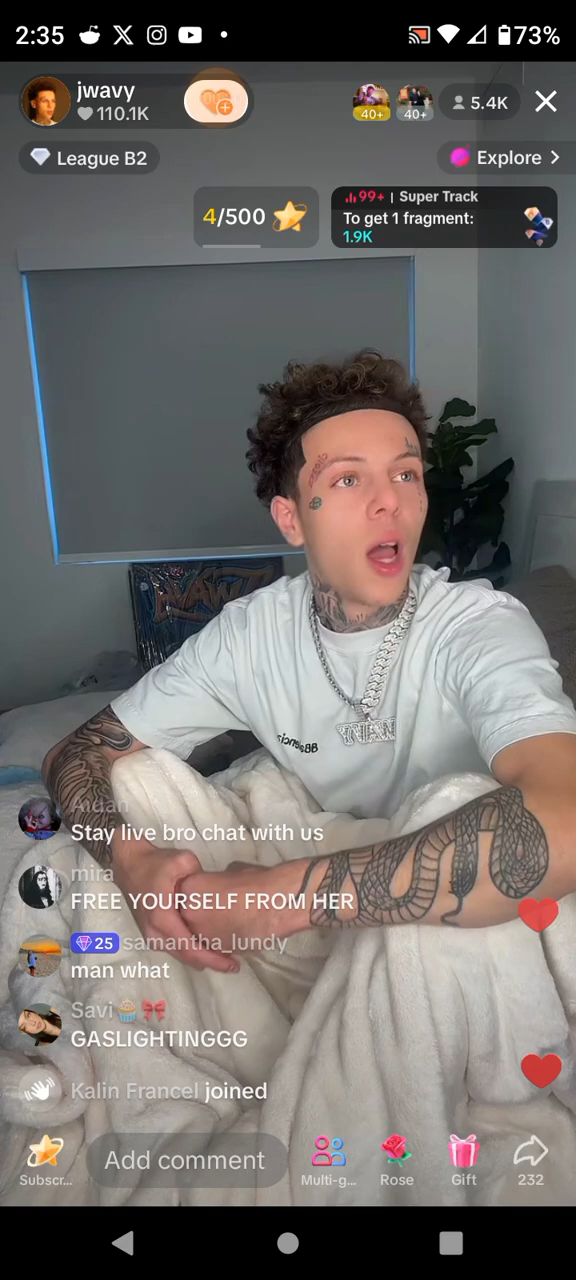 2:35
73%
jwavy
110.1K
40+
40+
5.4K
League B2
Explore
4/500
99+ | Super Track
To get 1 fragment:
1.9K
Aidan
Stay live bro chat with us
mira
FREE YOURSELF FROM HER
25 samantha_lundy
man what
Savi🧁🎀
GASLIGHTINGGG
Kalin Francel joined
Subscr...
Add comment
Multi-g...
Rose
Gift
232